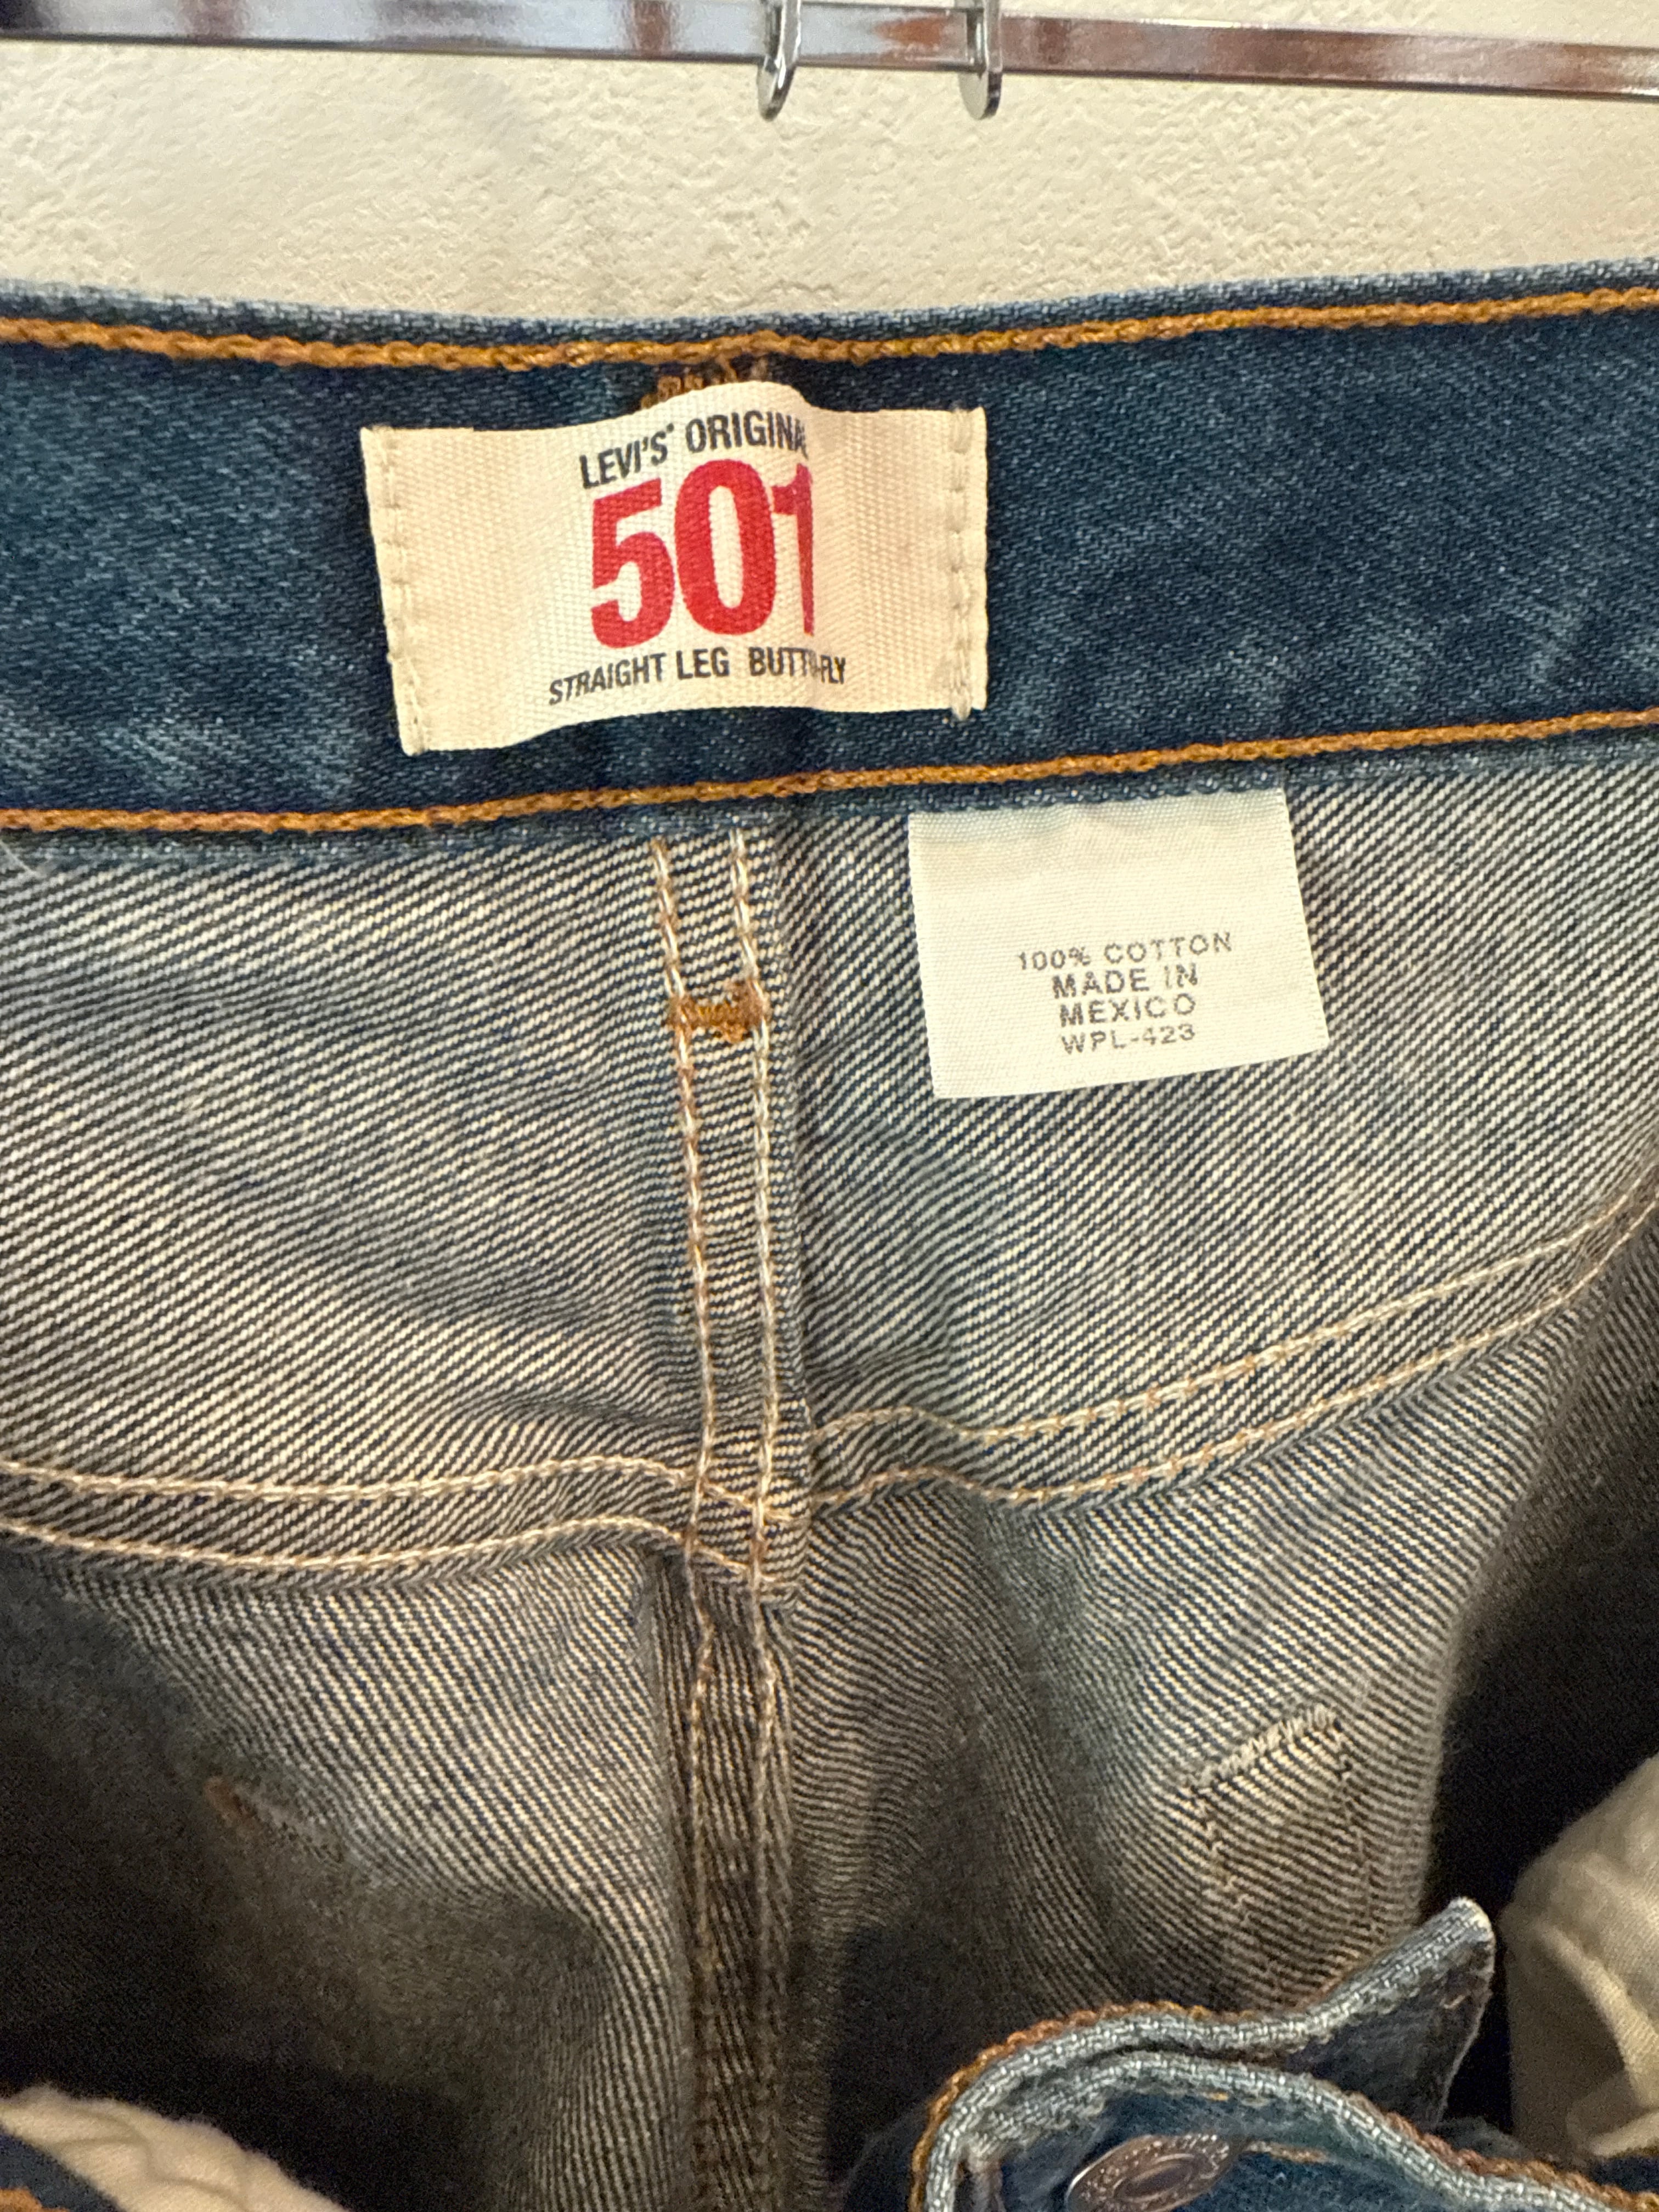 LEVI'S® ORIGINAL
501
STRAIGHT LEG
100% COTTON
MADE IN
MEXICO
WPL-423